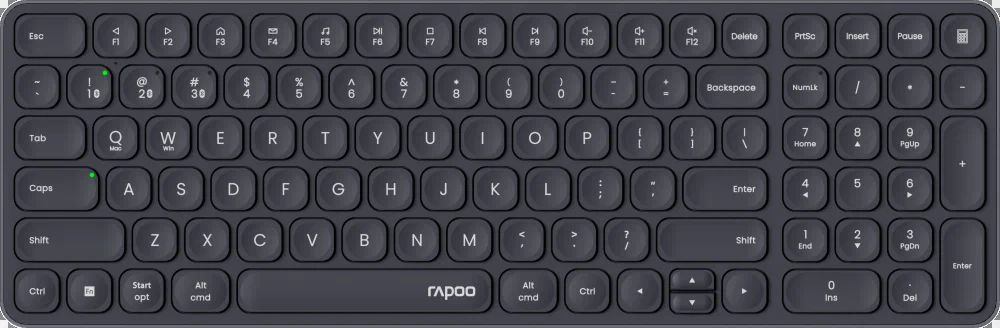 Esc F1 F2 F3 F4 F5 F6 F7 F8 F9 F10 F11 F12 Delete PrtSc Insert Pause
~ ! @ # $ % ^ & * ( ) - + Backspace NumLk / * -
` 1 2 3 4 5 6 7 8 9 0 - =
Tab Q W E R T Y U I O P { } | 7 8 9 +
Mac Win [ ] \ Home PgUp
Caps A S D F G H J K L : " Enter 4 5 6
; ,
Shift Z X C V B N M < > ? Shift 1 2 3 Enter
, . / End PgDn
Ctrl Fn Start Alt rapoo Alt Ctrl 0 .
opt cmd cmd Ins Del